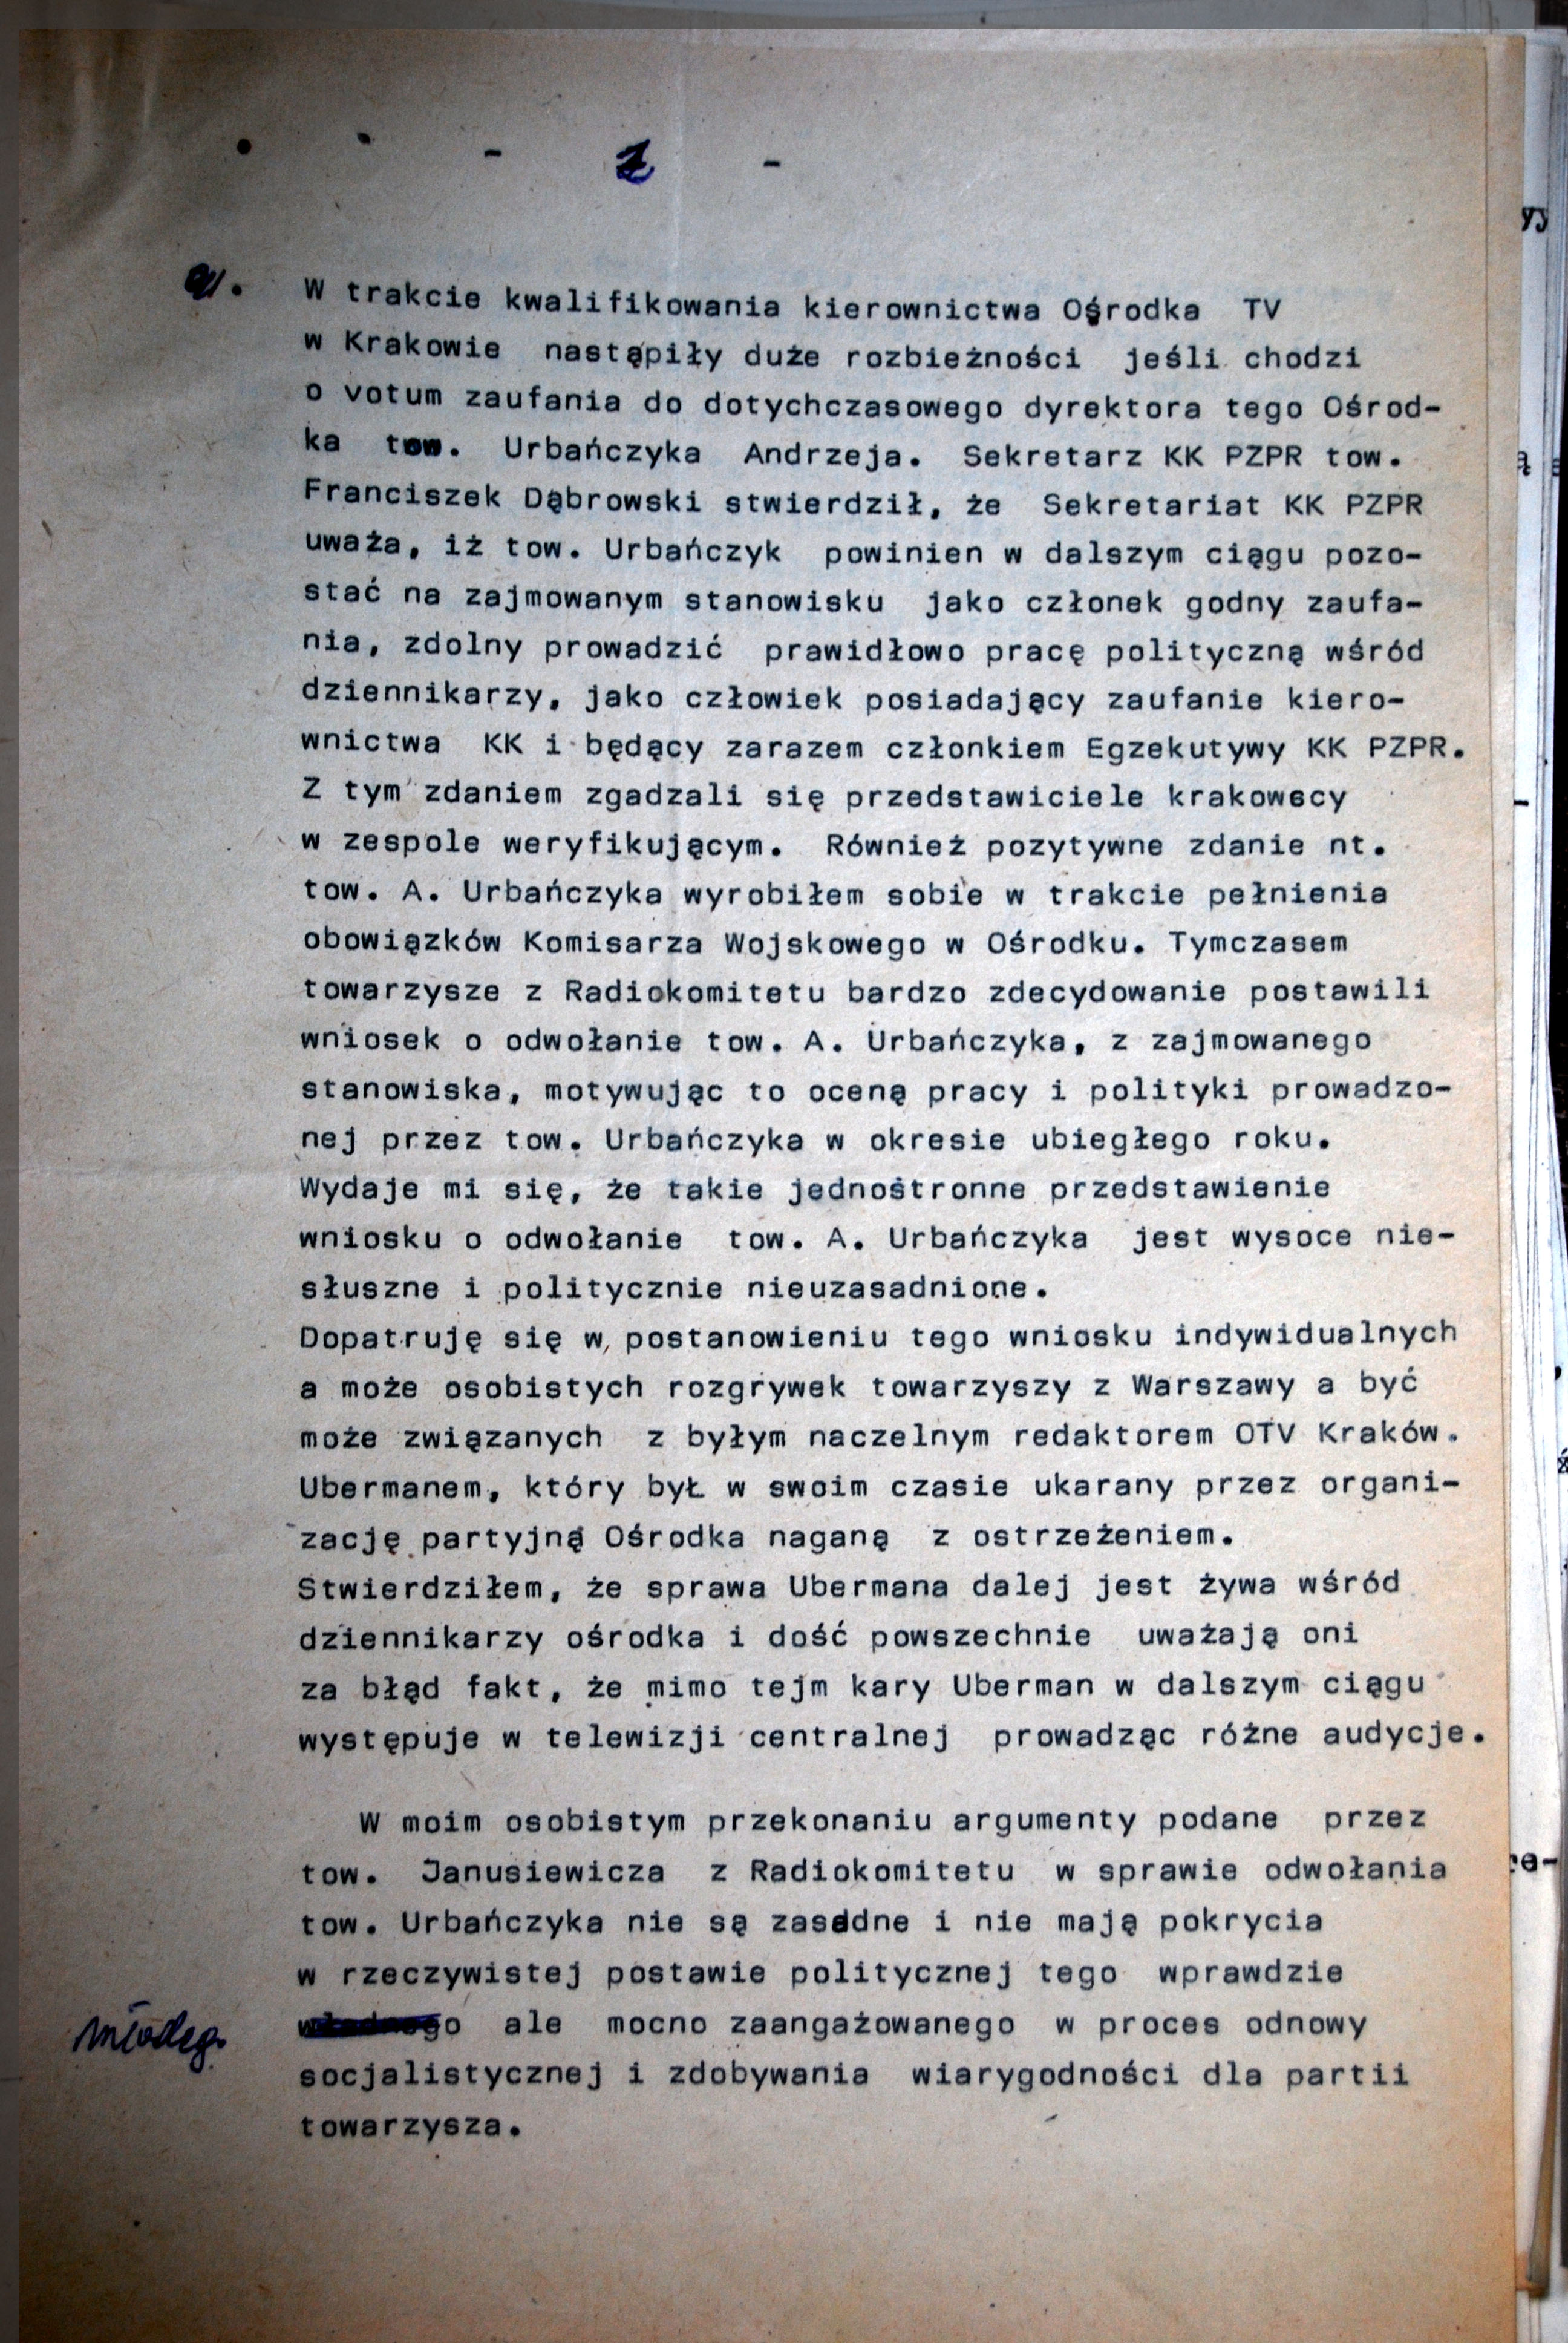 - 2 -
W trakcie kwalifikowania kierownictwa Ośrodka TV
w Krakowie nastąpiły duże rozbieżności jeśli chodzi
o votum zaufania do dotychczasowego dyrektora tego Ośrod-
ka tow. Urbańczyka Andrzeja. Sekretarz KK PZPR tow.
Franciszek Dąbrowski stwierdził, że Sekretariat KK PZPR
uważa, iż tow. Urbańczyk powinien w dalszym ciągu pozo-
stać na zajmowanym stanowisku jako członek godny zaufa-
nia, zdolny prowadzić prawidłowo pracę polityczną wśród
dziennikarzy, jako człowiek posiadający zaufanie kiero-
wnictwa KK i będący zarazem członkiem Egzekutywy KK PZPR.
Z tym zdaniem zgadzali się przedstawiciele krakowscy
w zespole weryfikującym. Również pozytywne zdanie nt.
tow. A. Urbańczyka wyrobiłem sobie w trakcie pełnienia
obowiązków Komisarza Wojskowego w Ośrodku. Tymczasem
towarzysze z Radiokomitetu bardzo zdecydowanie postawili
wniosek o odwołanie tow. A. Urbańczyka, z zajmowanego
stanowiska, motywując to oceną pracy i polityki prowadzo-
nej przez tow. Urbańczyka w okresie ubiegłego roku.
Wydaje mi się, że takie jednostronne przedstawienie
wniosku o odwołanie tow. A. Urbańczyka jest wysoce nie-
słuszne i politycznie nieuzasadnione.
Dopatruję się w postanowieniu tego wniosku indywidualnych
a może osobistych rozgrywek towarzyszy z Warszawy a być
może związanych z byłym naczelnym redaktorem OTV Kraków.
Ubermanem, który był w swoim czasie ukarany przez organi-
zację partyjną Ośrodka naganą z ostrzeżeniem.
Stwierdziłem, że sprawa Ubermana dalej jest żywa wśród
dziennikarzy ośrodka i dość powszechnie uważają oni
za błąd fakt, że mimo tejm kary Uberman w dalszym ciągu
występuje w telewizji centralnej prowadząc różne audycje.
W moim osobistym przekonaniu argumenty podane przez
tow. Janusiewicza z Radiokomitetu w sprawie odwołania
tow. Urbańczyka nie są zasadne i nie mają pokrycia
w rzeczywistej postawie politycznej tego wprawdzie
młodego ale mocno zaangażowanego w proces odnowy
socjalistycznej i zdobywania wiarygodności dla partii
towarzysza.